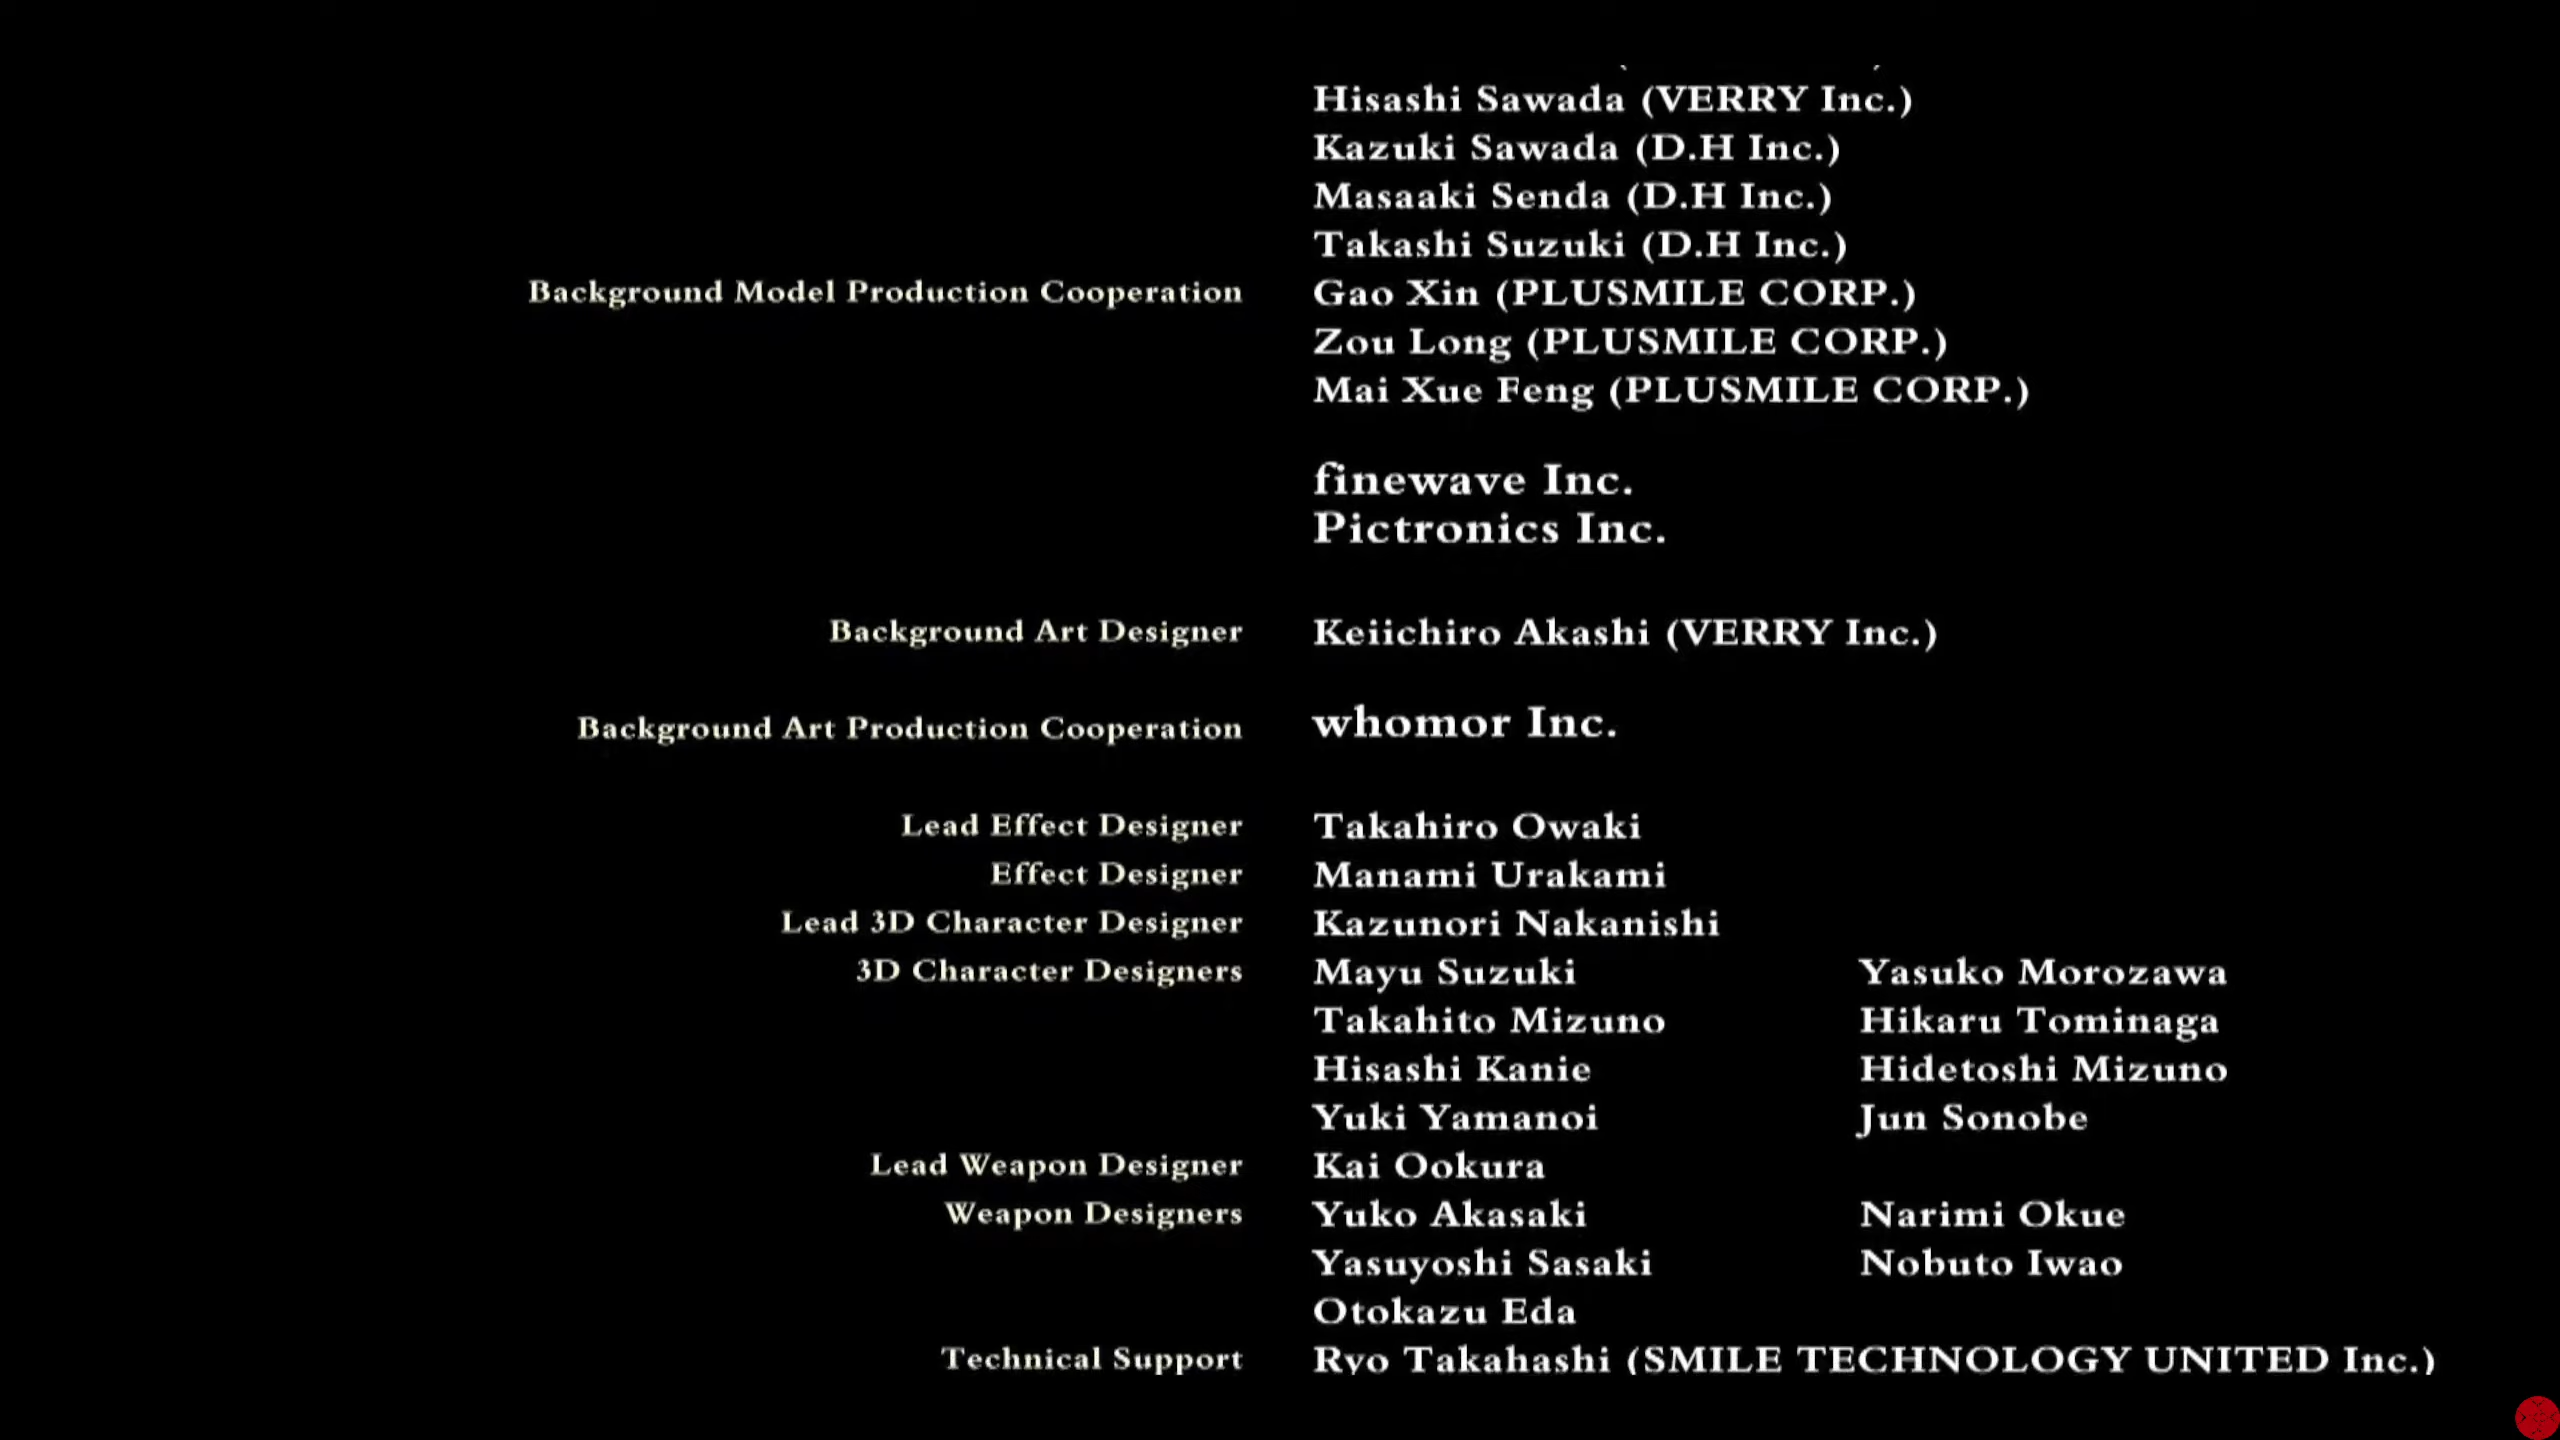 Hisashi Sawada (VERRY Inc.)
Kazuki Sawada (D.H Inc.)
Masaaki Senda (D.H Inc.)
Takashi Suzuki (D.H Inc.)
Background Model Production Cooperation Gao Xin (PLUSMILE CORP.)
Zou Long (PLUSMILE CORP.)
Mai Xue Feng (PLUSMILE CORP.)
finewave Inc.
Pictronics Inc.
Background Art Designer Keiichiro Akashi (VERRY Inc.)
Background Art Production Cooperation whomor Inc.
Lead Effect Designer Takahiro Owaki
Effect Designer Manami Urakami
Lead 3D Character Designer Kazunori Nakanishi
3D Character Designers Mayu Suzuki Yasuko Morozawa
Takahito Mizuno Hikaru Tominaga
Hisashi Kanie Hidetoshi Mizuno
Yuki Yamanoi Jun Sonobe
Lead Weapon Designer Kai Ookura
Weapon Designers Yuko Akasaki Narimi Okue
Yasuyoshi Sasaki Nobuto Iwao
Otokazu Eda
Technical Support Ryo Takahashi (SMILE TECHNOLOGY UNITED Inc.)